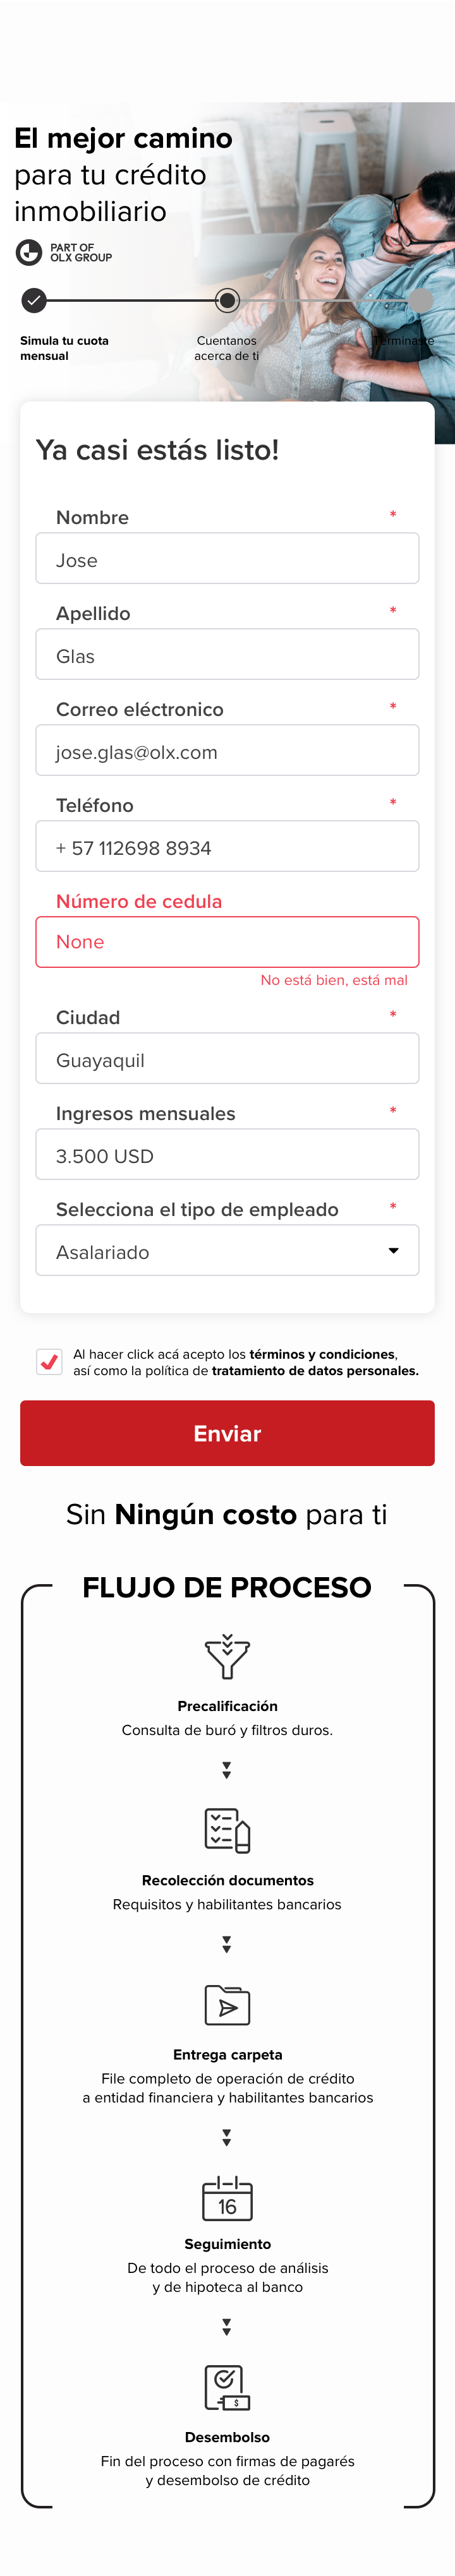 El mejor camino
para tu crédito
inmobiliario
PART OF
OLX GROUP
Simula tu cuota
mensual
Cuentanos
acerca de ti
Terminaste
Ya casi estás listo!
Nombre *
Jose
Apellido *
Glas
Correo eléctronico *
jose.glas@olx.com
Teléfono *
+ 57 112698 8934
Número de cedula
None
No está bien, está mal
Ciudad *
Guayaquil
Ingresos mensuales *
3.500 USD
Selecciona el tipo de empleado *
Asalariado
Al hacer click acá acepto los términos y condiciones,
así como la política de tratamiento de datos personales.
Enviar
Sin Ningún costo para ti
FLUJO DE PROCESO
Precalificación
Consulta de buró y filtros duros.
Recolección documentos
Requisitos y habilitantes bancarios
Entrega carpeta
File completo de operación de crédito
a entidad financiera y habilitantes bancarios
16
Seguimiento
De todo el proceso de análisis
y de hipoteca al banco
$
Desembolso
Fin del proceso con firmas de pagarés
y desembolso de crédito